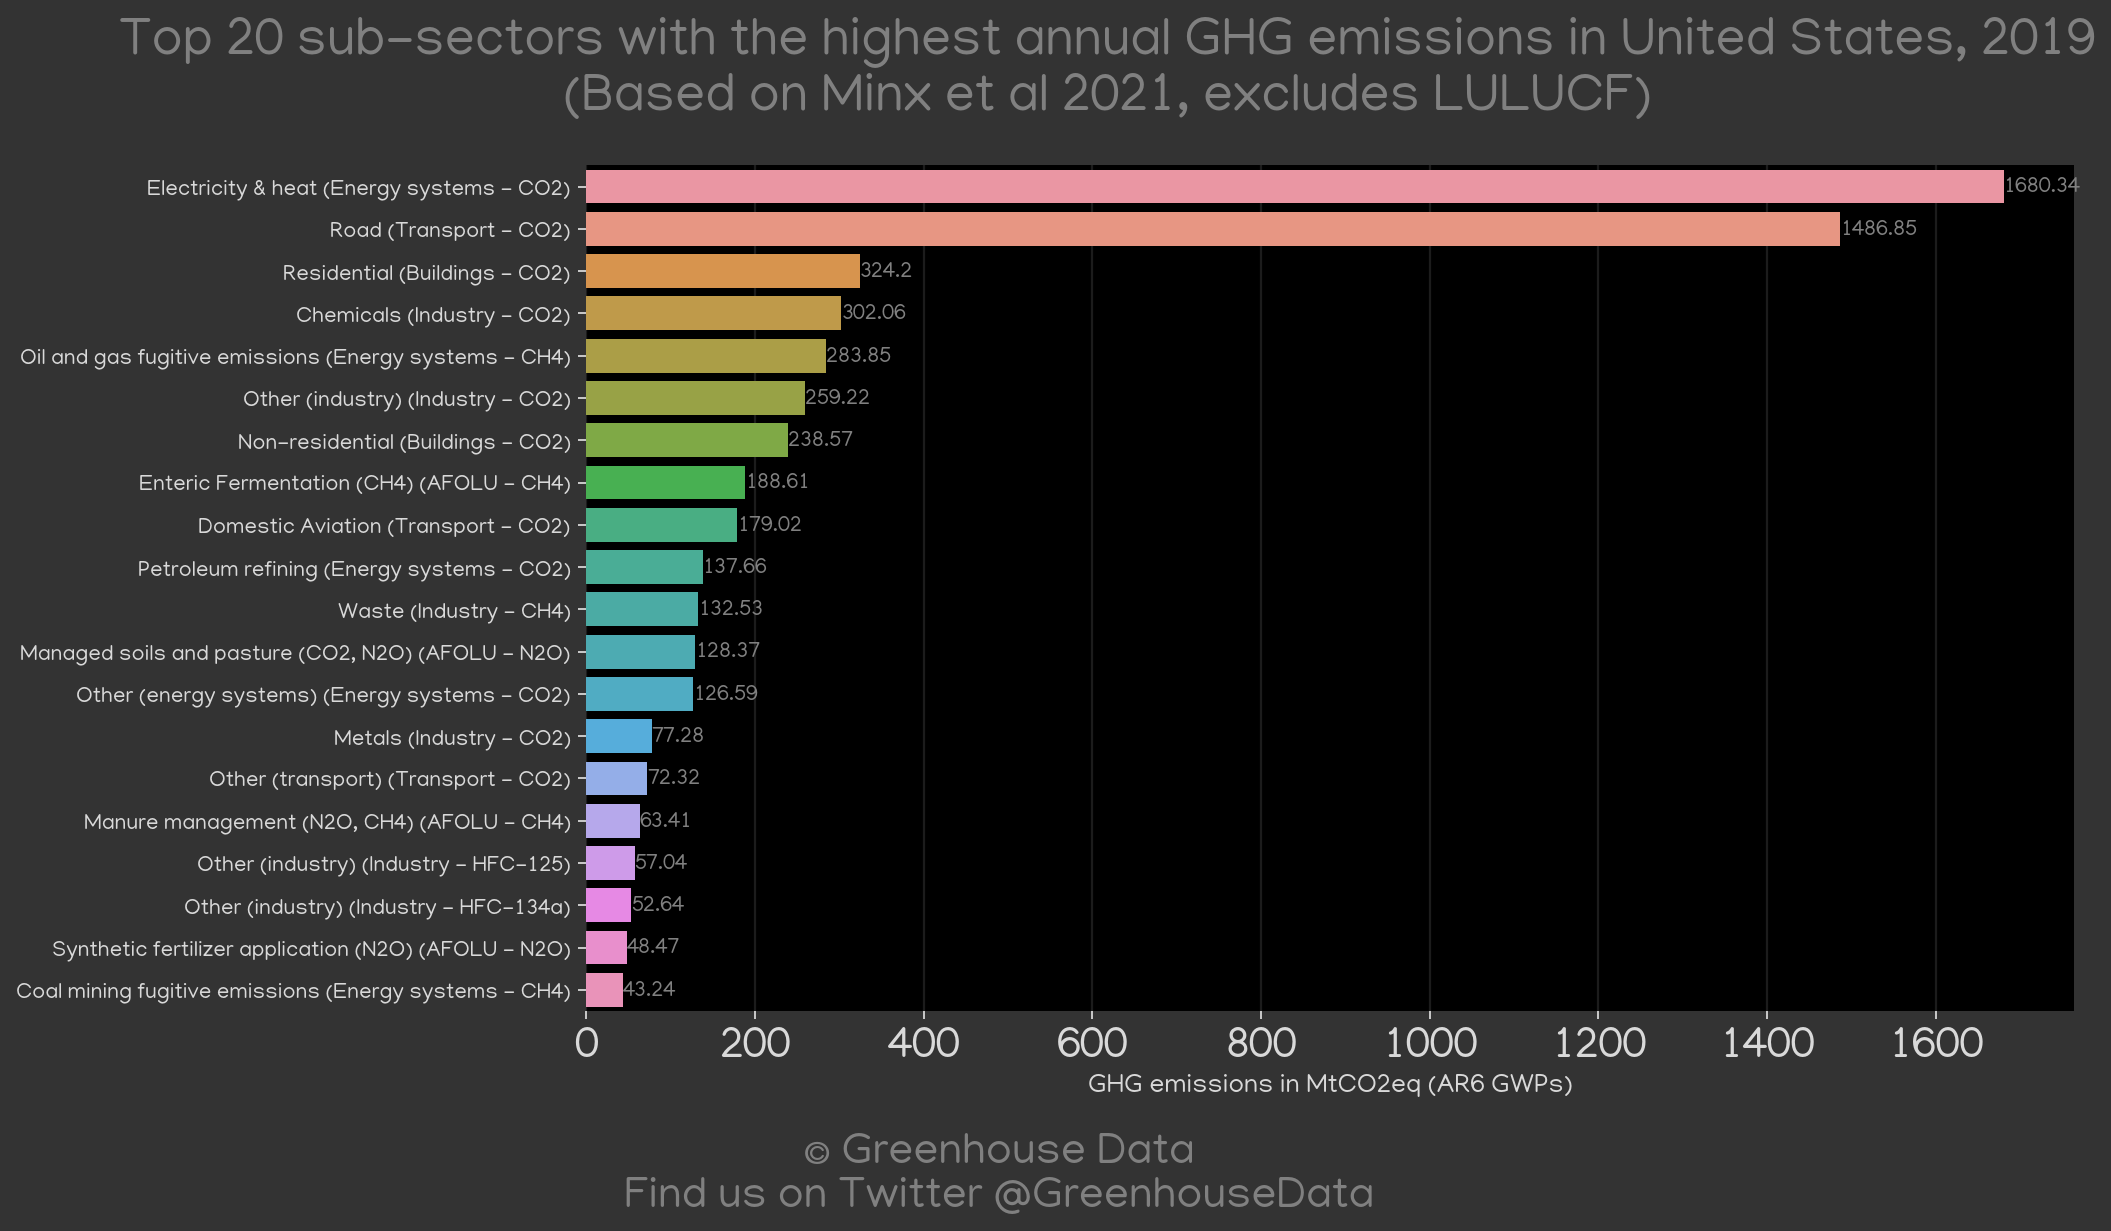 Top 20 sub-sectors with the highest annual GHG emissions in United States, 2019
(Based on Minx et al 2021, excludes LULUCF)
Electricity & heat (Energy systems - CO2) 1680.34
Road (Transport - CO2) 1486.85
Residential (Buildings - CO2) 324.2
Chemicals (Industry - CO2) 302.06
Oil and gas fugitive emissions (Energy systems - CH4) 283.85
Other (industry) (Industry - CO2) 259.22
Non-residential (Buildings - CO2) 238.57
Enteric Fermentation (CH4) (AFOLU - CH4) 188.61
Domestic Aviation (Transport - CO2) 179.02
Petroleum refining (Energy systems - CO2) 137.66
Waste (Industry - CH4) 132.53
Managed soils and pasture (CO2, N2O) (AFOLU - N2O) 128.37
Other (energy systems) (Energy systems - CO2) 126.59
Metals (Industry - CO2) 77.28
Other (transport) (Transport - CO2) 72.32
Manure management (N2O, CH4) (AFOLU - CH4) 63.41
Other (industry) (Industry - HFC-125) 57.04
Other (industry) (Industry - HFC-134a) 52.64
Synthetic fertilizer application (N2O) (AFOLU - N2O) 48.47
Coal mining fugitive emissions (Energy systems - CH4) 43.24
0 200 400 600 800 1000 1200 1400 1600
GHG emissions in MtCO2eq (AR6 GWPs)
© Greenhouse Data
Find us on Twitter @GreenhouseData